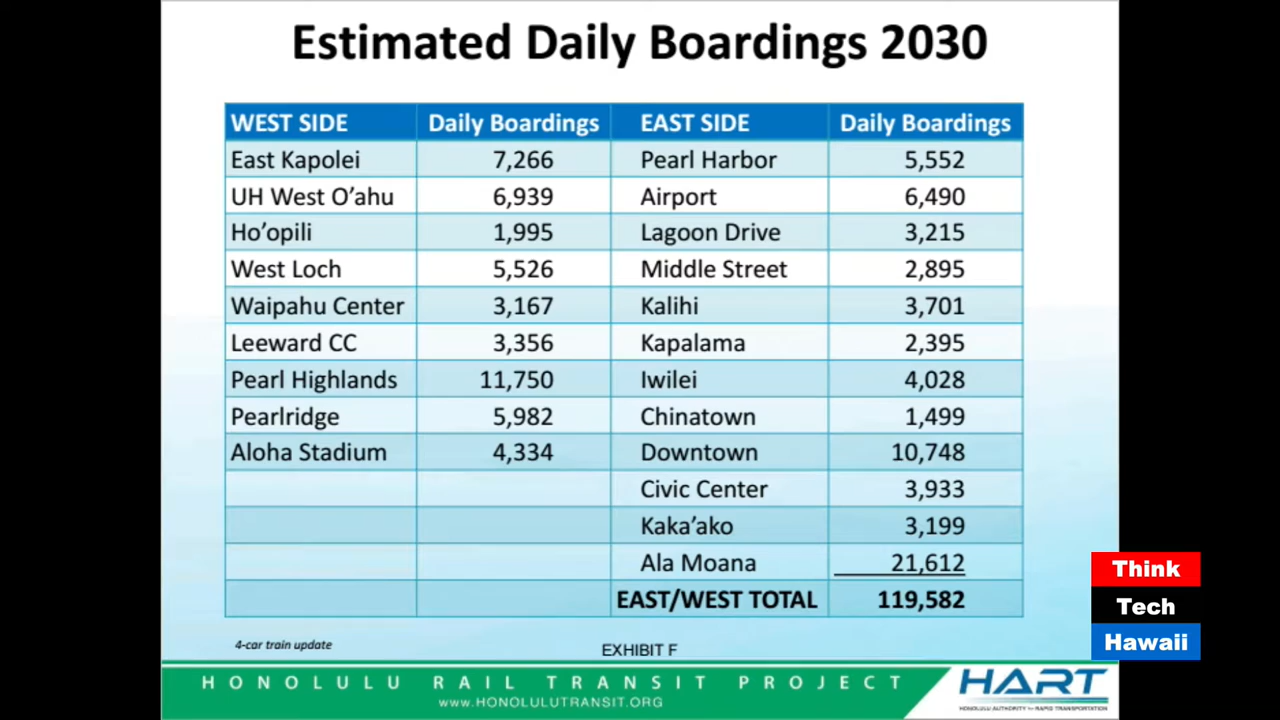 Estimated Daily Boardings 2030
WEST SIDE Daily Boardings EAST SIDE Daily Boardings
East Kapolei 7,266 Pearl Harbor 5,552
UH West O’ahu 6,939 Airport 6,490
Ho’opili 1,995 Lagoon Drive 3,215
West Loch 5,526 Middle Street 2,895
Waipahu Center 3,167 Kalihi 3,701
Leeward CC 3,356 Kapalama 2,395
Pearl Highlands 11,750 Iwilei 4,028
Pearlridge 5,982 Chinatown 1,499
Aloha Stadium 4,334 Downtown 10,748
Civic Center 3,933
Kaka’ako 3,199
Ala Moana 21,612
EAST/WEST TOTAL 119,582
4-car train update
EXHIBIT F
HONOLULU RAIL TRANSIT PROJECT
www.HONOLULUTRANSIT.ORG
HART
HONOLULU AUTHORITY for RAPID TRANSPORTATION
Think
Tech
Hawaii